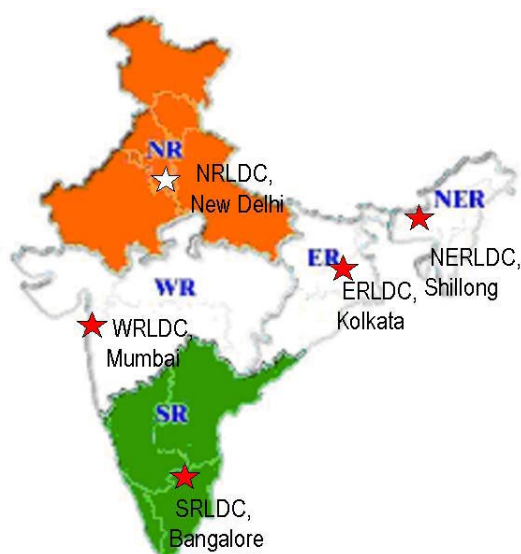 NR
NRLDC,
New Delhi
NER
NERLDC,
Shillong
ER
ERLDC,
Kolkata
WR
WRLDC,
Mumbai
SR
SRLDC,
Bangalore